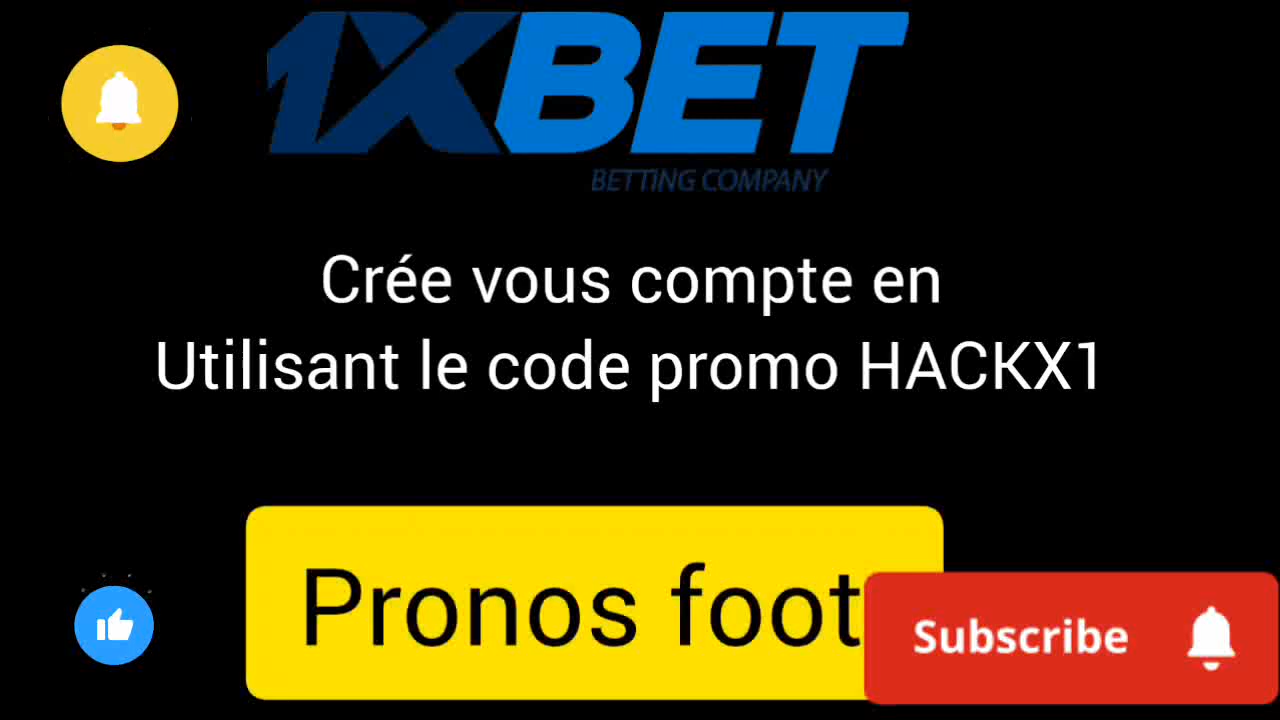 1XBET
BETTING COMPANY
Crée vous compte en
Utilisant le code promo HACKX1
Pronos foot
Subscribe